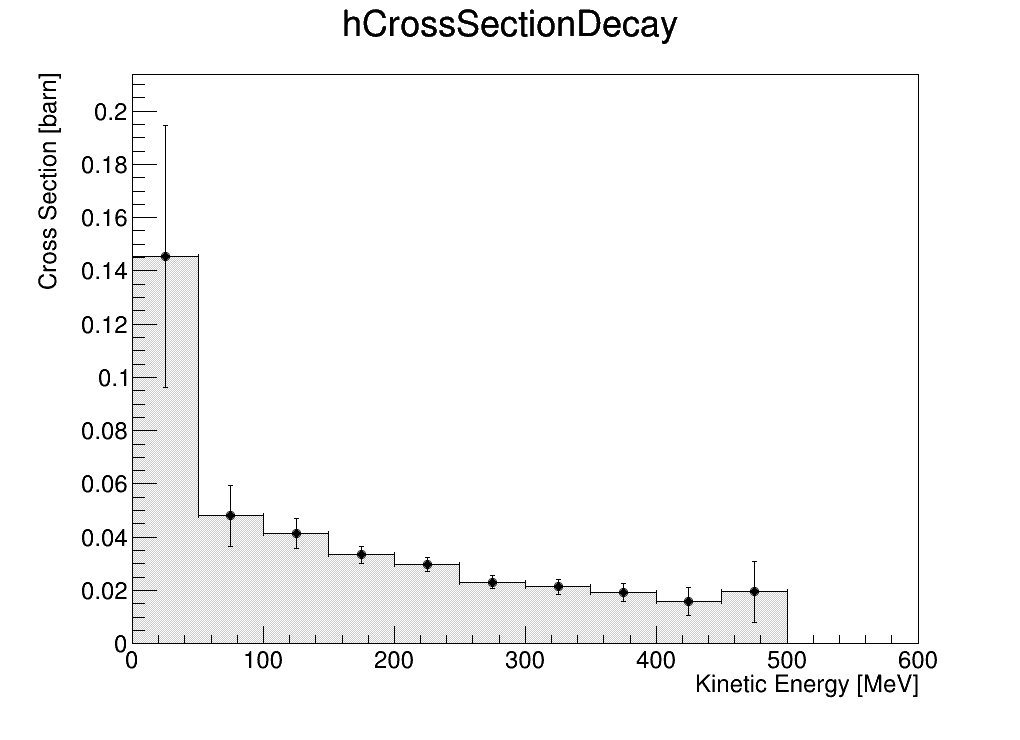 hCrossSectionDecay
Cross Section [barn]
0.2
0.18
0.16
0.14
0.12
0.1
0.08
0.06
0.04
0.02
0
0 100 200 300 400 500 600
Kinetic Energy [MeV]